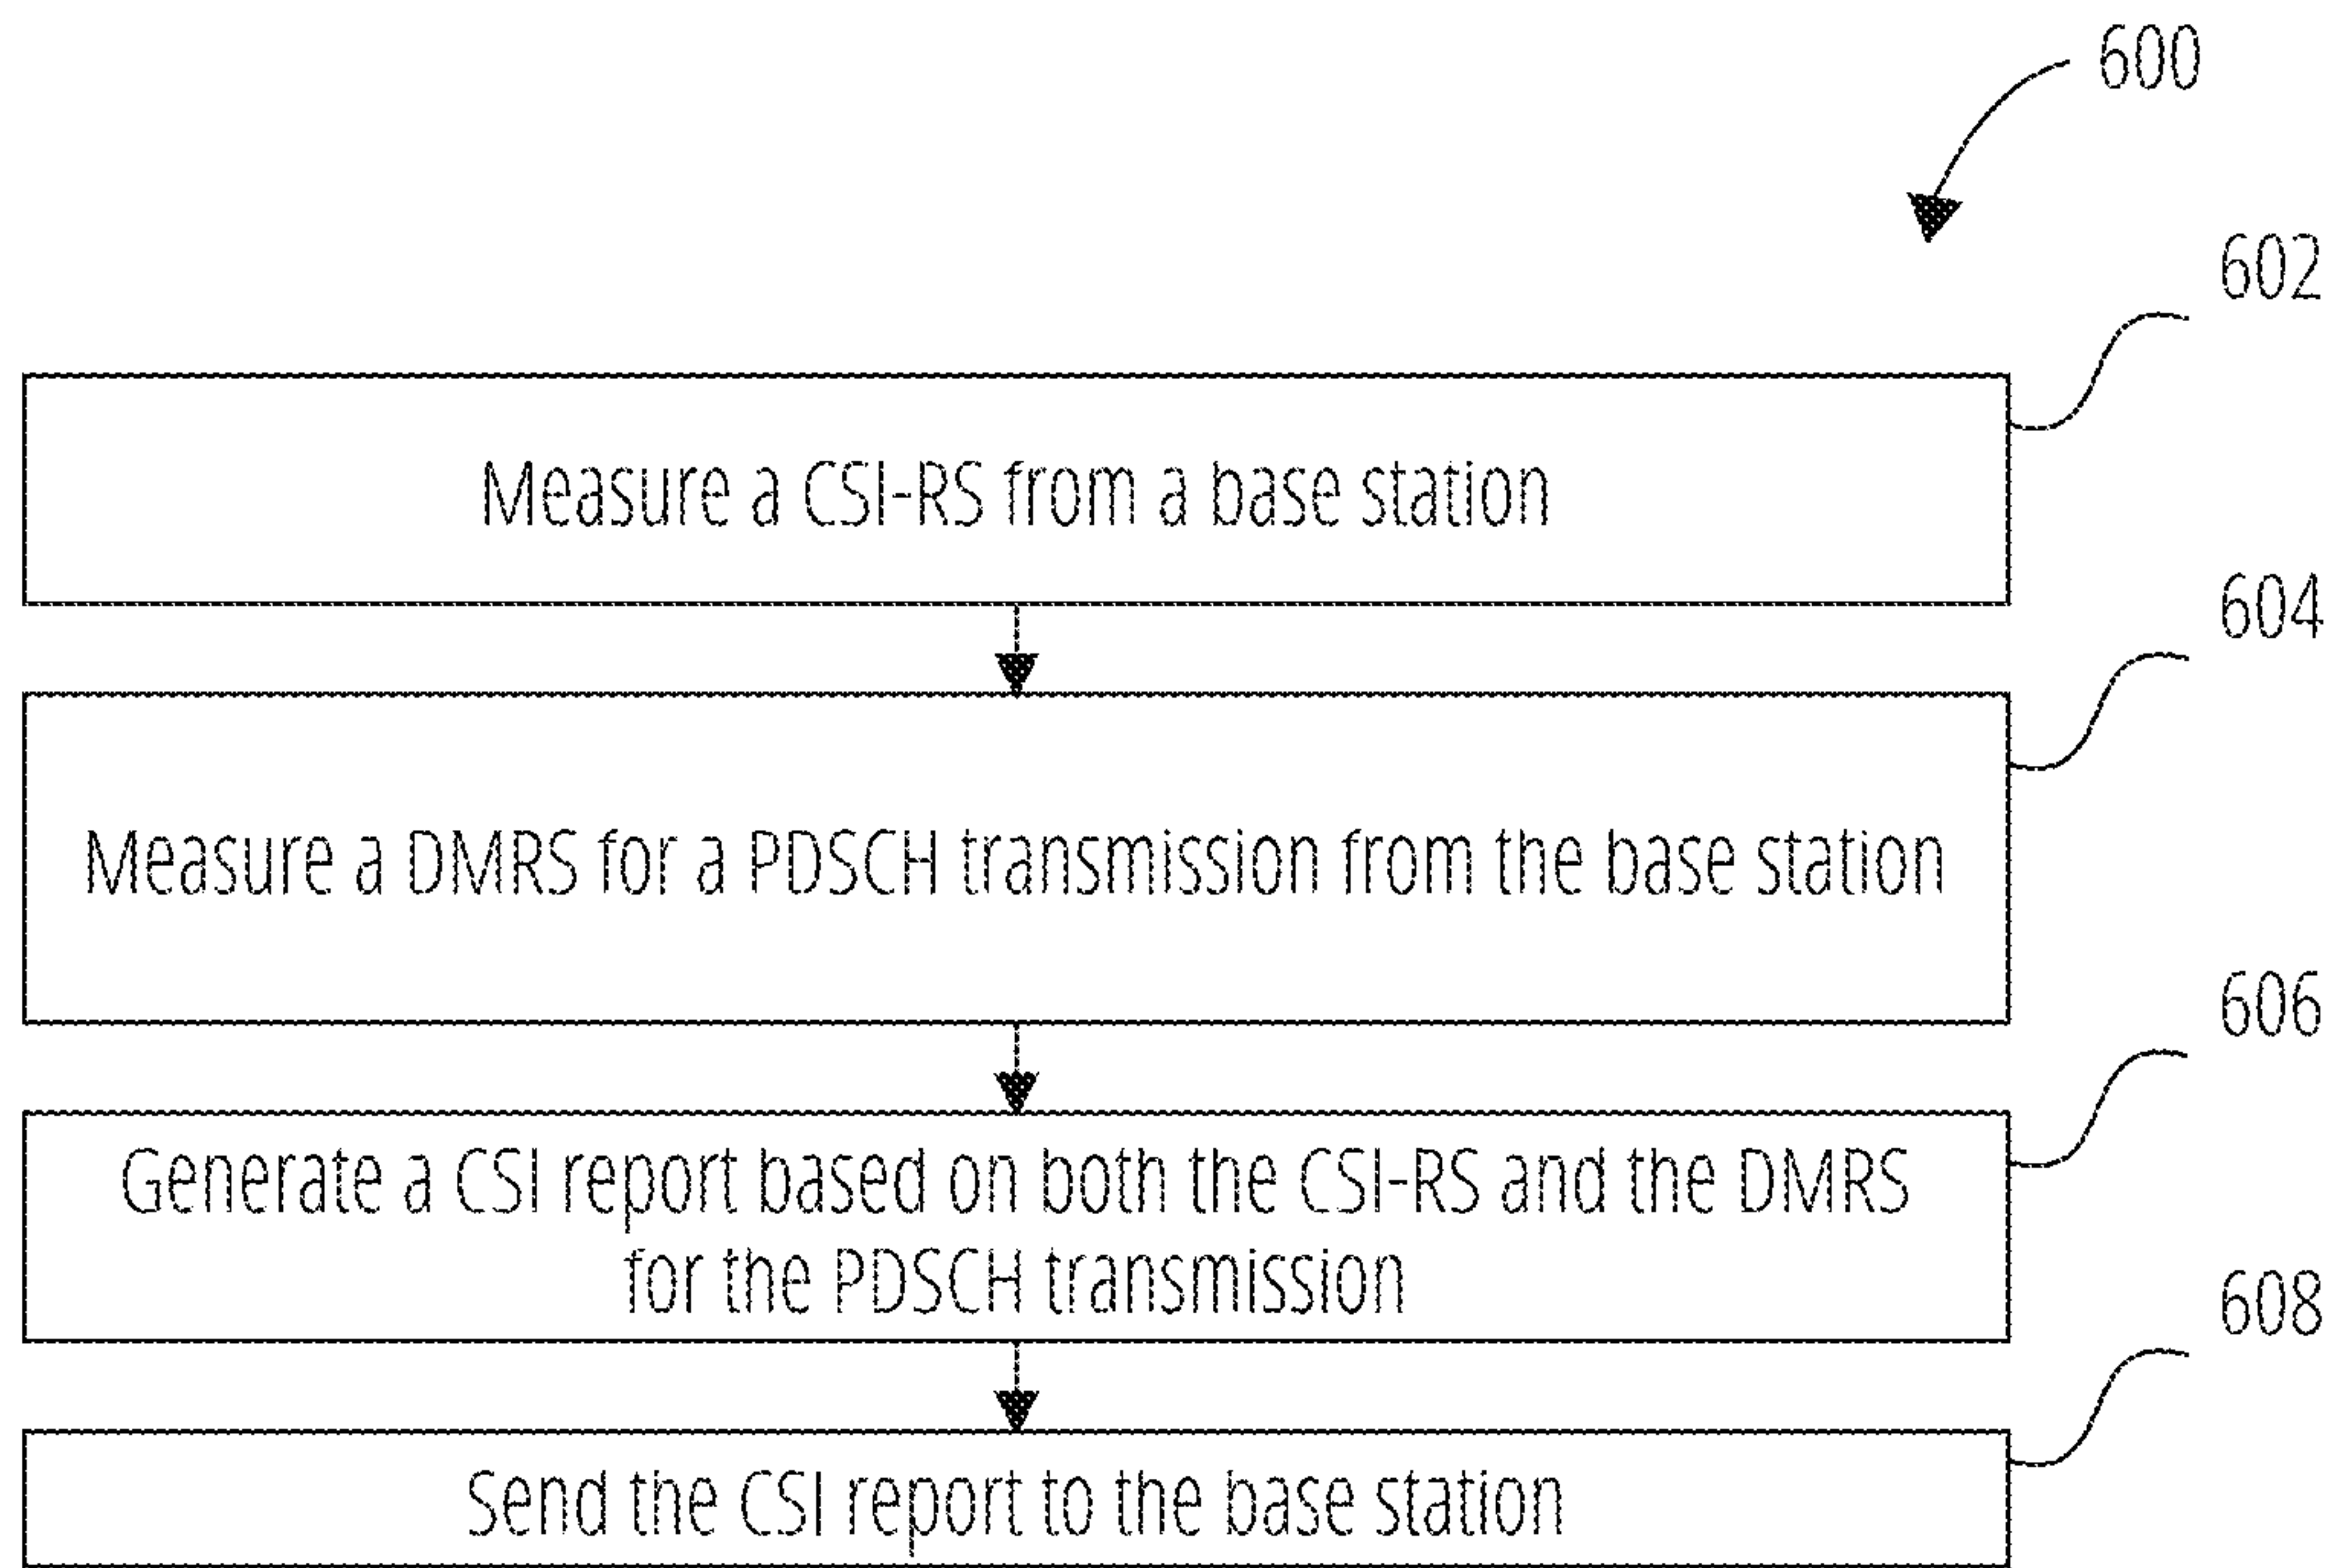 600
602
Measure a CSI-RS from a base station
604
Measure a DMRS for a PDSCH transmission from the base station
606
Generate a CSI report based on both the CSI-RS and the DMRS
for the PDSCH transmission
608
Send the CSI report to the base station